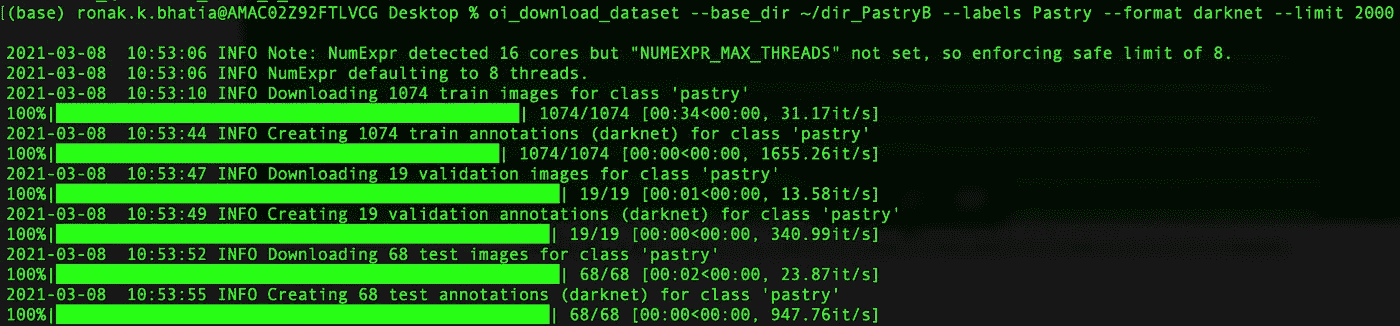 (base) ronak.k.bhatia@AMAC02Z92FTLVCG Desktop % oi_download_dataset --base_dir ~/dir_PastryB --labels Pastry --format darknet --limit 2000
2021-03-08  10:53:06 INFO Note: NumExpr detected 16 cores but "NUMEXPR_MAX_THREADS" not set, so enforcing safe limit of 8.
2021-03-08  10:53:06 INFO NumExpr defaulting to 8 threads.
2021-03-08  10:53:10 INFO Downloading 1074 train images for class 'pastry'
100%| | 1074/1074 [00:34<00:00, 31.17it/s]
2021-03-08  10:53:44 INFO Creating 1074 train annotations (darknet) for class 'pastry'
100%| | 1074/1074 [00:00<00:00, 1655.26it/s]
2021-03-08  10:53:47 INFO Downloading 19 validation images for class 'pastry'
100%| | 19/19 [00:01<00:00, 13.58it/s]
2021-03-08  10:53:49 INFO Creating 19 validation annotations (darknet) for class 'pastry'
100%| | 19/19 [00:00<00:00, 340.99it/s]
2021-03-08  10:53:52 INFO Downloading 68 test images for class 'pastry'
100%| | 68/68 [00:02<00:00, 23.87it/s]
2021-03-08  10:53:55 INFO Creating 68 test annotations (darknet) for class 'pastry'
100%| | 68/68 [00:00<00:00, 947.76it/s]